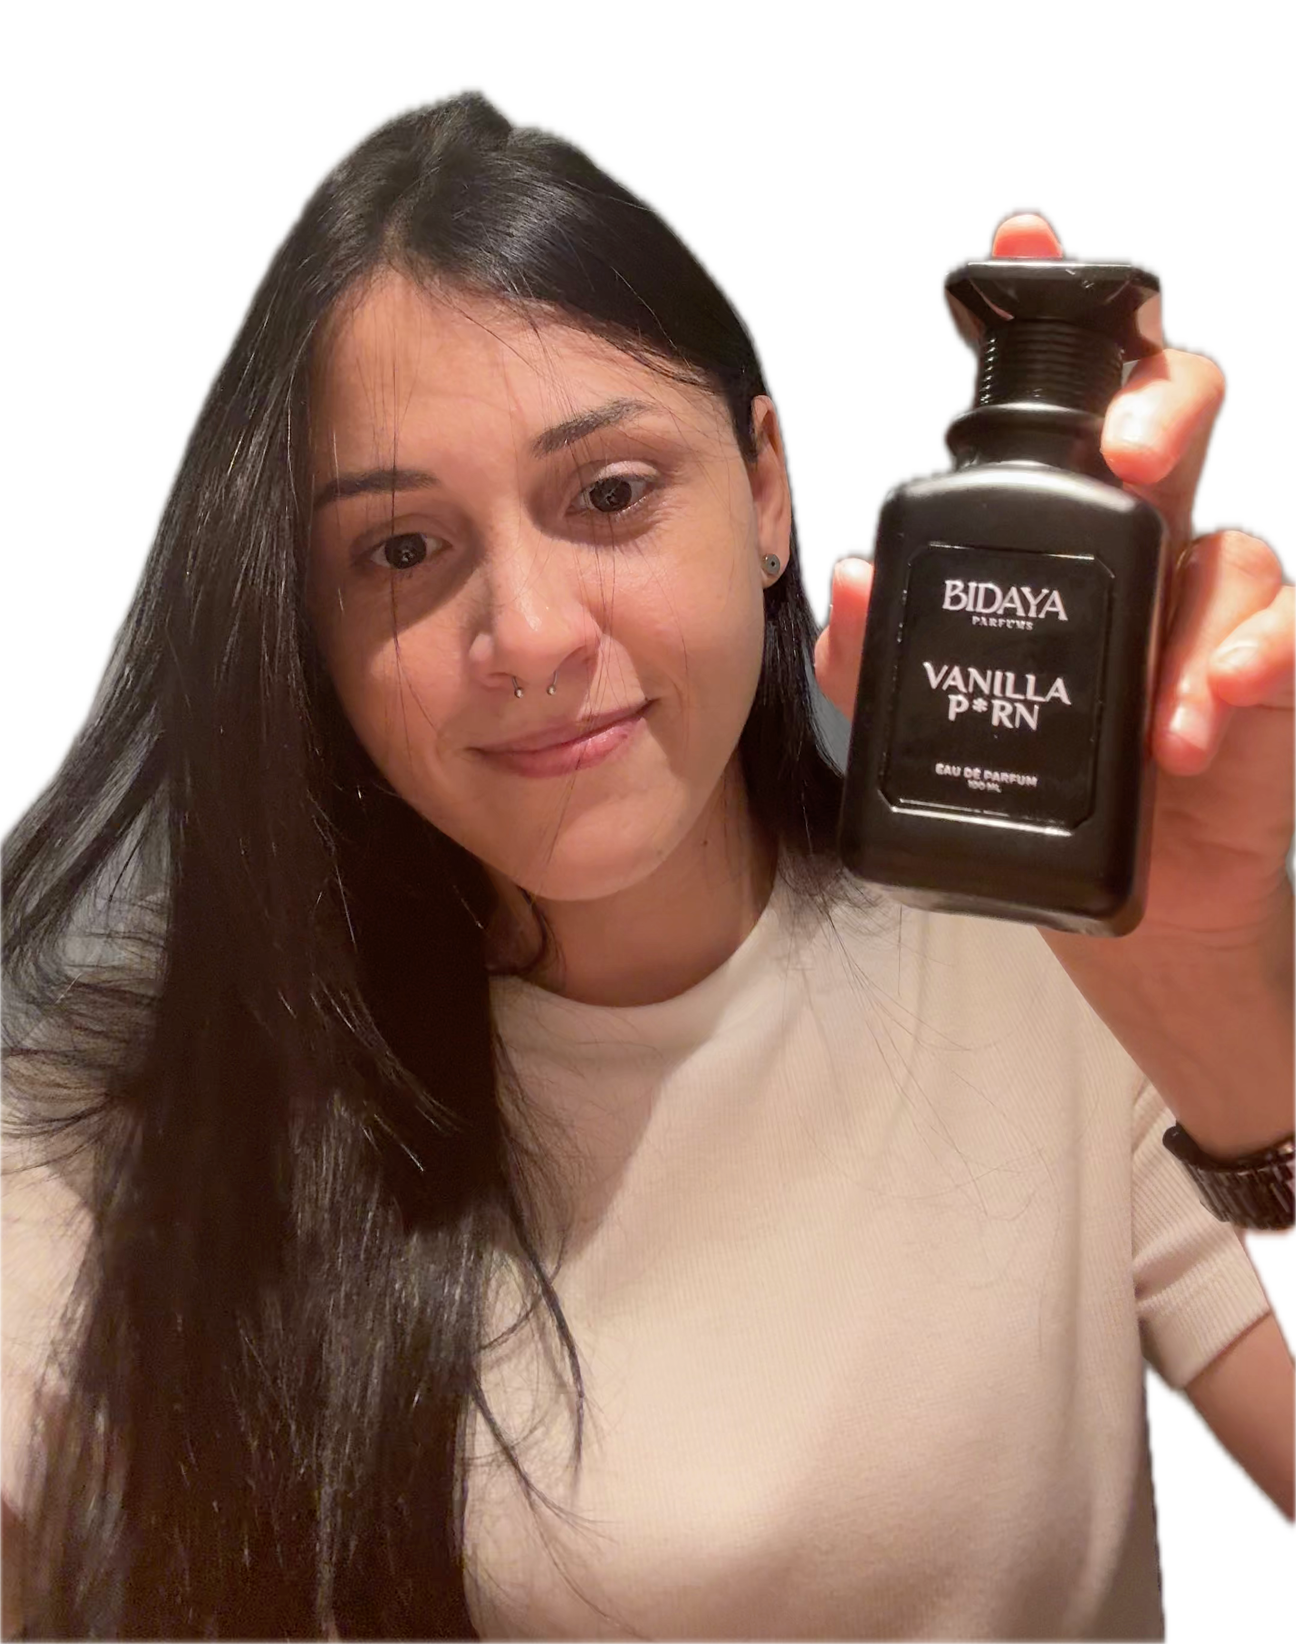 BIDAYA
PARFUMS
VANILLA
P*RN
EAU DE PARFUM
100 ML